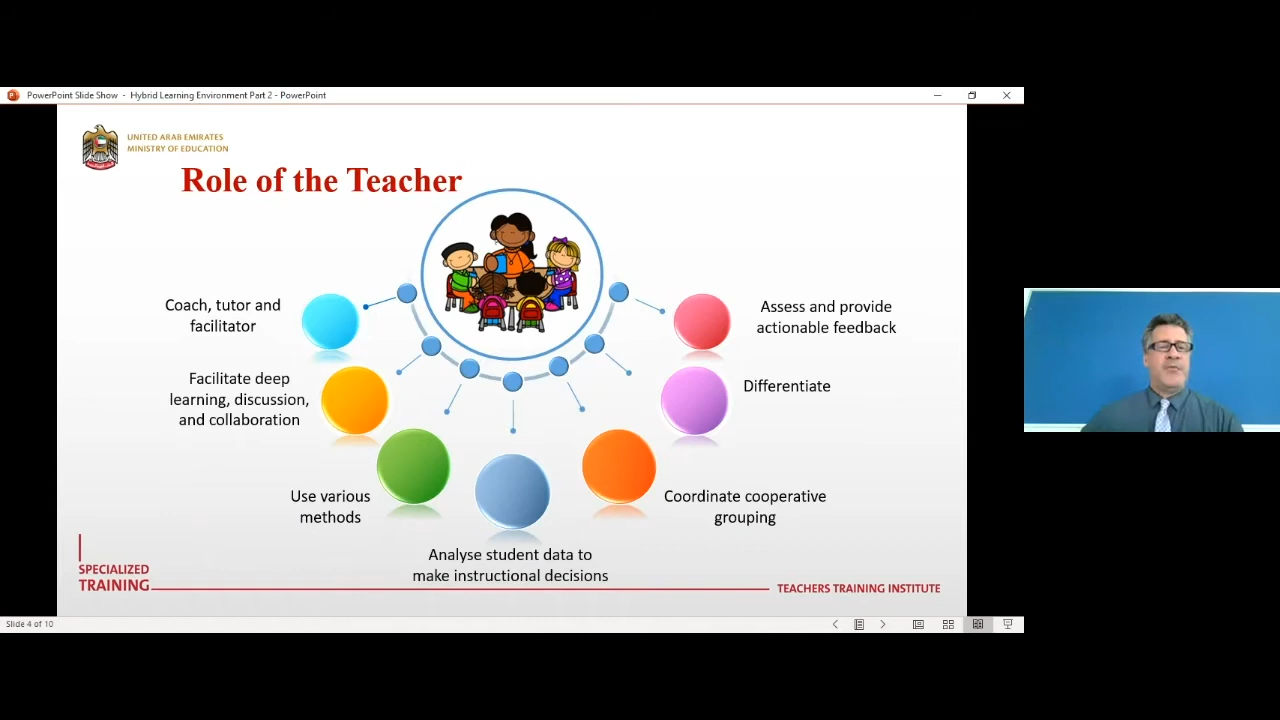 PowerPoint Slide Show - Hybrid Learning Environment Part 2 - PowerPoint
UNITED ARAB EMIRATES
MINISTRY OF EDUCATION
Role of the Teacher
Coach, tutor and
facilitator
Facilitate deep
learning, discussion,
and collaboration
Use various
methods
Analyse student data to
make instructional decisions
Coordinate cooperative
grouping
Differentiate
Assess and provide
actionable feedback
SPECIALIZED
TRAINING
TEACHERS TRAINING INSTITUTE
Slide 4 of 10